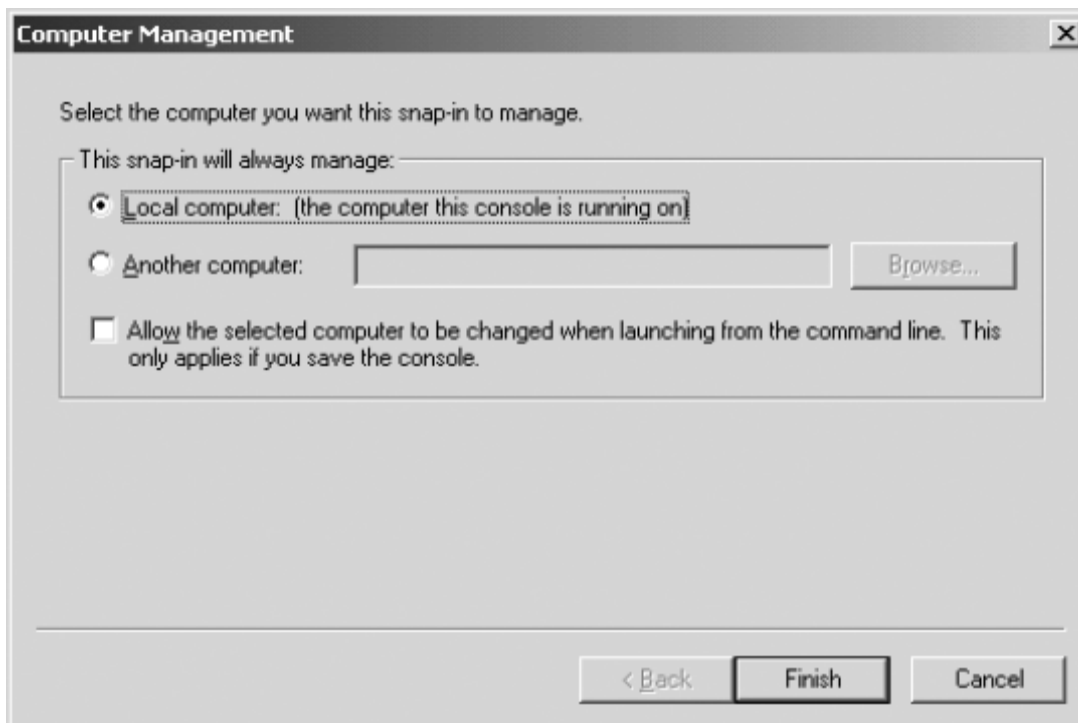 Computer Management
Select the computer you want this snap-in to manage.
This snap-in will always manage:
Local computer:  (the computer this console is running on)
Another computer:
Browse...
Allow the selected computer to be changed when launching from the command line.  This
only applies if you save the console.
< Back
Finish
Cancel